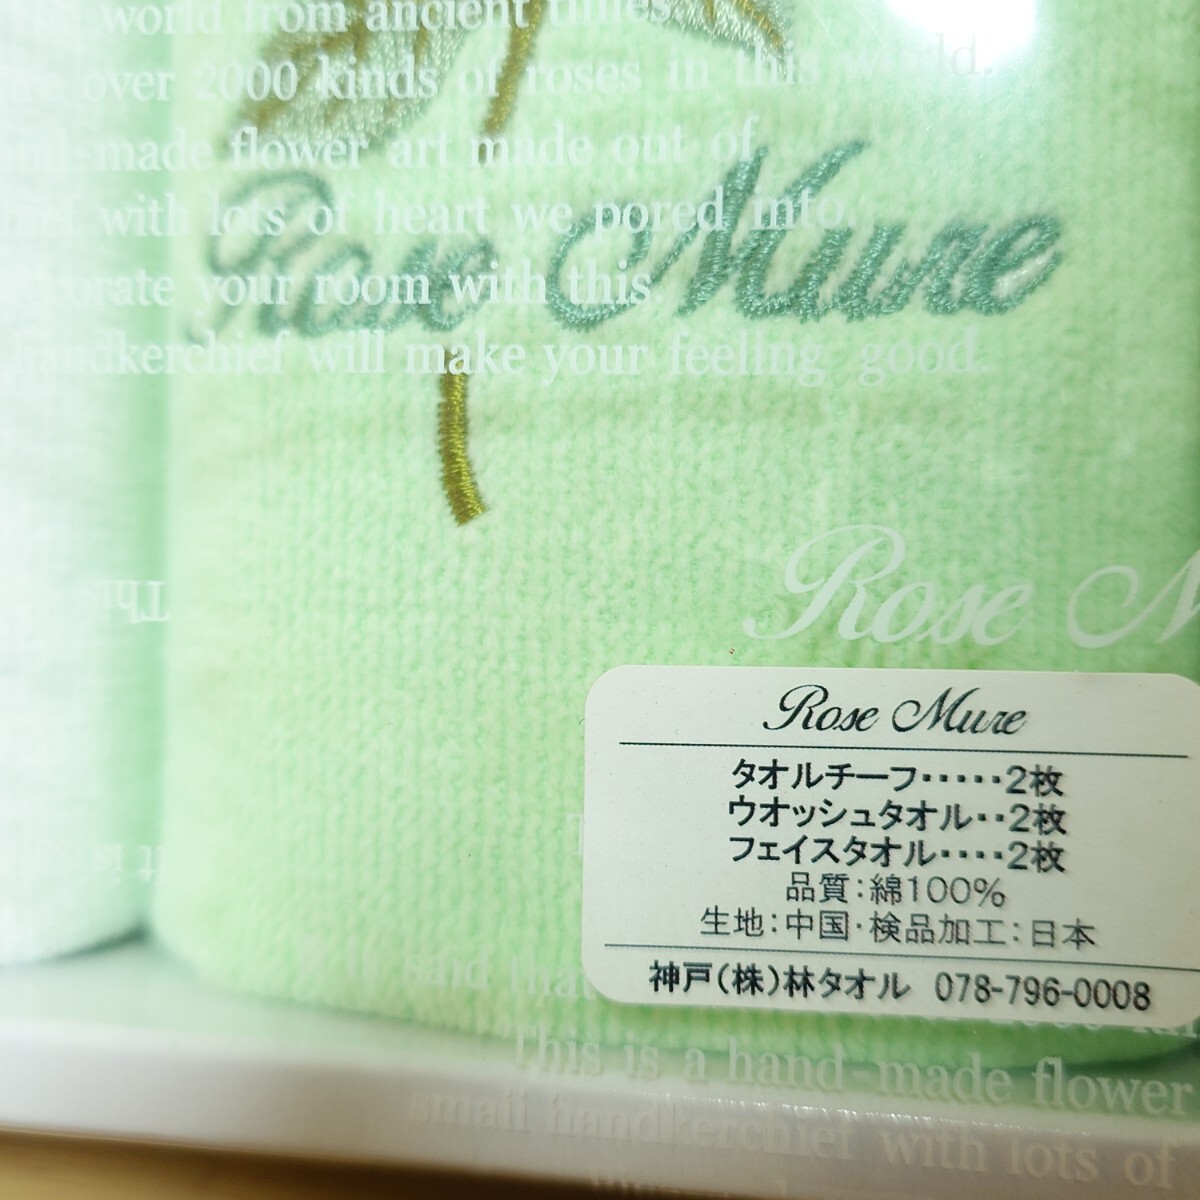 world from ancient times.
over 2000 kinds of roses in this world.
-made flower art made out of
with lots of heart we pored into.
orate your room with this
handkerchief will make your feeling good.
Rose Mure
Rose M
This
Rose Mure
タオルチーフ・・・・・2枚
ウオッシュタオル・・2枚
フェイスタオル・・・・2枚
品質：綿100%
生地：中国・検品加工：日本
神戸(株)林タオル 078-796-0008
said that
This is a hand-made flower
small handkerchief with lots of